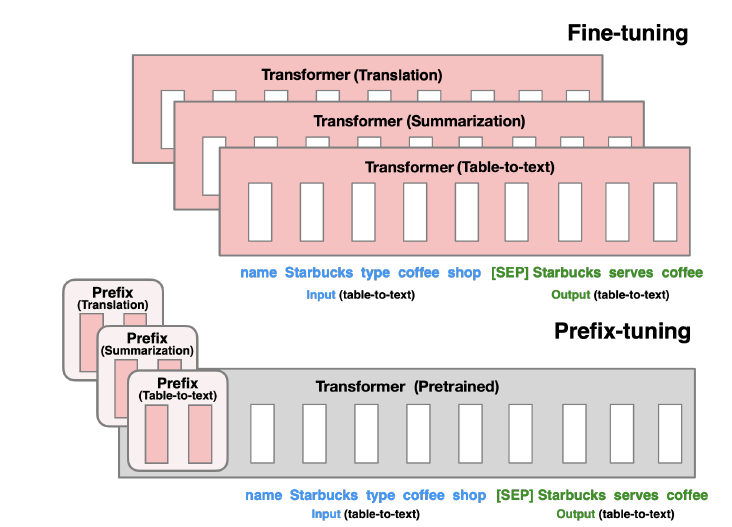 Fine-tuning
Transformer (Translation)
Transformer (Summarization)
Transformer (Table-to-text)
name Starbucks type coffee shop [SEP] Starbucks serves coffee
Input (table-to-text) Output (table-to-text)
Prefix-tuning
Prefix
(Translation)
Prefix
(Summarization)
Prefix
(Table-to-text)
Transformer (Pretrained)
name Starbucks type coffee shop [SEP] Starbucks serves coffee
Input (table-to-text) Output (table-to-text)